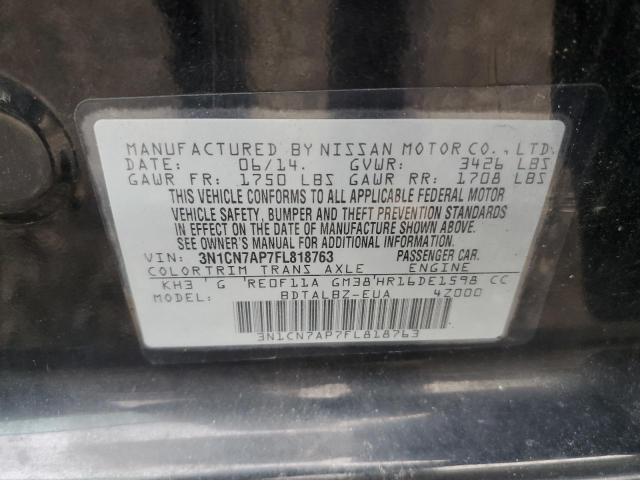 MANUFACTURED BY NISSAN MOTOR CO., LTD.
DATE: 06/14. GVWR: 3426 LBS
GAWR FR: 1750 LBS GAWR RR: 1708 LBS
THIS VEHICLE CONFORMS TO ALL APPLICABLE FEDERAL MOTOR
VEHICLE SAFETY, BUMPER AND THEFT PREVENTION STANDARDS
IN EFFECT ON THE DATE OF MANUFACTURE SHOWN ABOVE.
SEE OWNER'S MANUAL FOR ADDITIONAL INFORMATION.
VIN: 3N1CN7AP7FL818763 PASSENGER CAR.
COLOR TRIM TRANS AXLE ENGINE
KH3 ' G 'RE0F11A GM38'HR16DE1598 CC
MODEL: BDTALBZ-EUA 4Z000
3N1CN7AP7FL818763